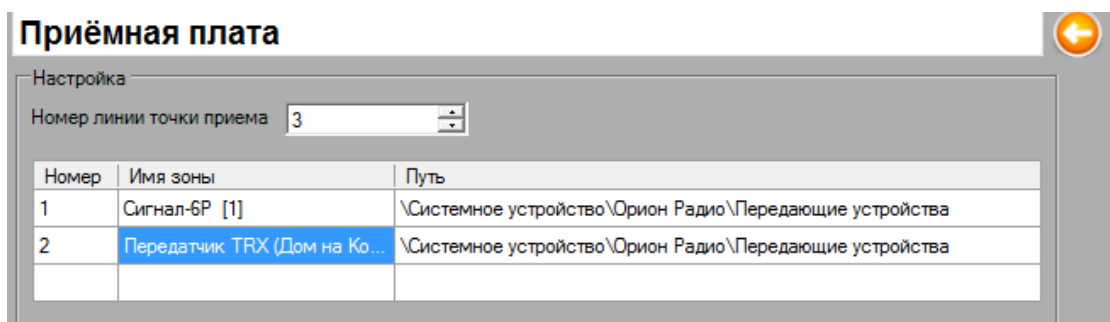 Приёмная плата
Настройка
Номер линии точки приема 3
Номер Имя зоны Путь
1 Сигнал-6Р [1] \Системное устройство\Орион Радио\Передающие устройства
2 Передатчик TRX (Дом на Ко... \Системное устройство\Орион Радио\Передающие устройства